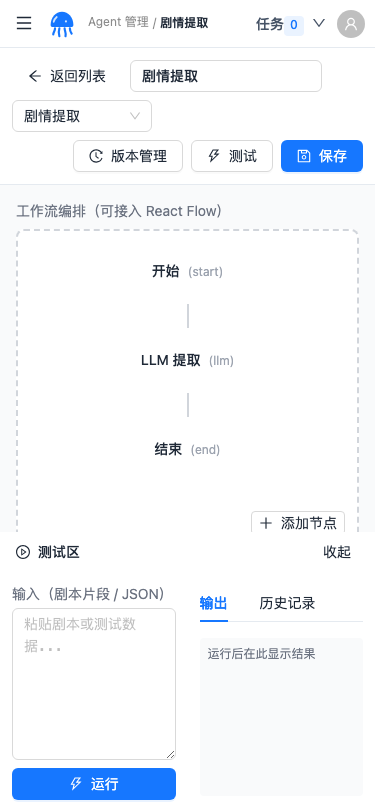 Agent 管理 / 剧情提取
任务 0
返回列表
剧情提取
剧情提取
版本管理
测试
保存
工作流编排（可接入 React Flow）
开始 (start)
LLM 提取 (llm)
结束 (end)
添加节点
测试区
收起
输入（剧本片段 / JSON）
粘贴剧本或测试数
据...
运行
输出
历史记录
运行后在此显示结果